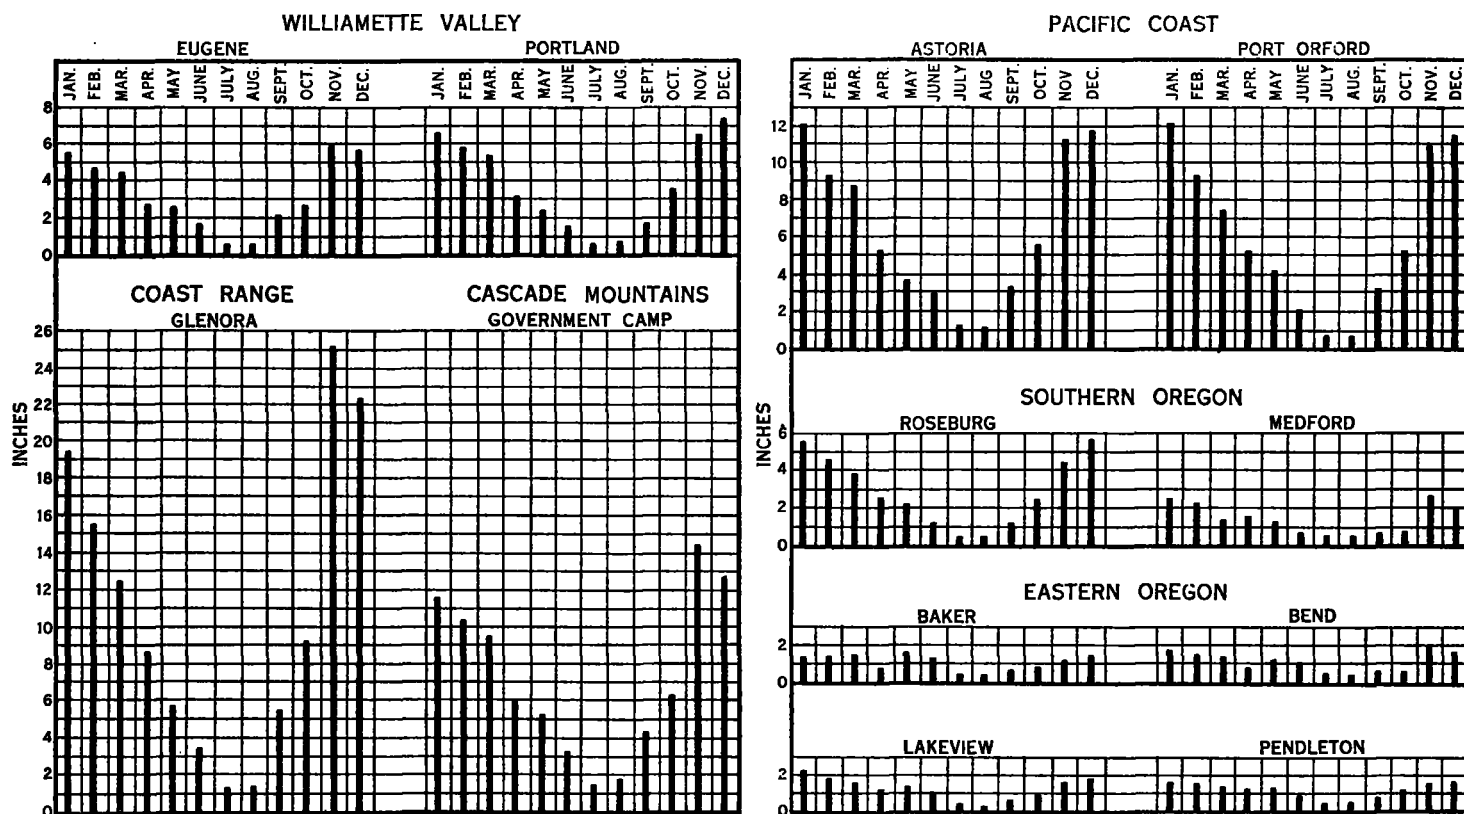 WILLIAMETTE VALLEY
EUGENE PORTLAND
JAN. FEB. MAR. APR. MAY JUNE JULY AUG. SEPT. OCT. NOV. DEC. JAN. FEB. MAR. APR. MAY JUNE JULY AUG. SEPT. OCT. NOV. DEC.
8
6
4
2
0
COAST RANGE CASCADE MOUNTAINS
GLENORA GOVERNMENT CAMP
INCHES
26
24
22
20
18
16
14
12
10
8
6
4
2
0
PACIFIC COAST
ASTORIA PORT ORFORD
JAN. FEB. MAR. APR. MAY JUNE JULY AUG. SEPT. OCT. NOV. DEC. JAN. FEB. MAR. APR. MAY JUNE JULY AUG. SEPT. OCT. NOV. DEC.
12
10
8
6
4
2
0
SOUTHERN OREGON
INCHES
ROSEBURG MEDFORD
6
4
2
0
EASTERN OREGON
BAKER BEND
2
0
LAKEVIEW PENDLETON
2
0